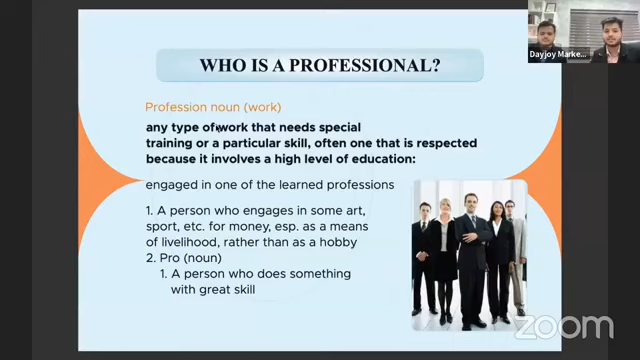 Dayjoy Marke...
WHO IS A PROFESSIONAL?
Profession noun (work)
any type of work that needs special
training or a particular skill, often one that is respected
because it involves a high level of education:
engaged in one of the learned professions
1. A person who engages in some art,
sport, etc. for money, esp. as a means
of livelihood, rather than as a hobby
2. Pro (noun)
1. A person who does something
with great skill
zoom